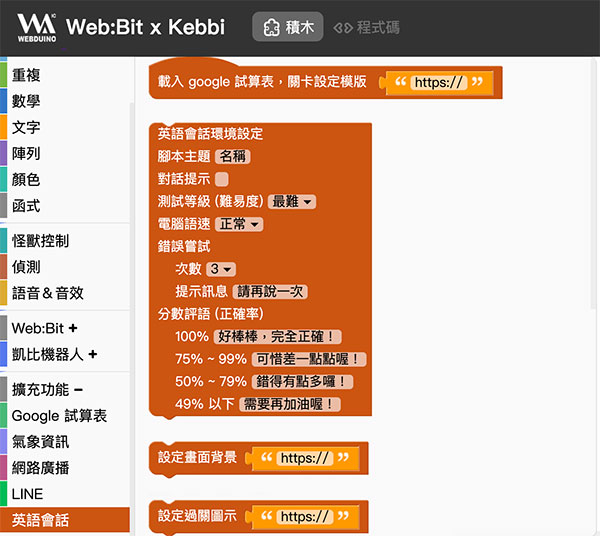 WEBDUINO
Web:Bit x Kebbi
積木
程式碼
重複
數學
文字
陣列
顏色
函式
怪獸控制
偵測
語音&音效
Web:Bit +
凱比機器人 +
擴充功能 −
Google 試算表
氣象資訊
網路廣播
LINE
英語會話
載入 google 試算表,關卡設定模版 “ https:// ”
英語會話環境設定
腳本主題 名稱
對話提示
測試等級 (難易度) 最難
電腦語速 正常
錯誤嘗試
次數 3
提示訊息 請再說一次
分數評語 (正確率)
100% 好棒棒,完全正確!
75% ~ 99% 可惜差一點點喔!
50% ~ 79% 錯得有點多囉!
49% 以下 需要再加油喔!
設定畫面背景 “ https:// ”
設定過關圖示 “ https:// ”